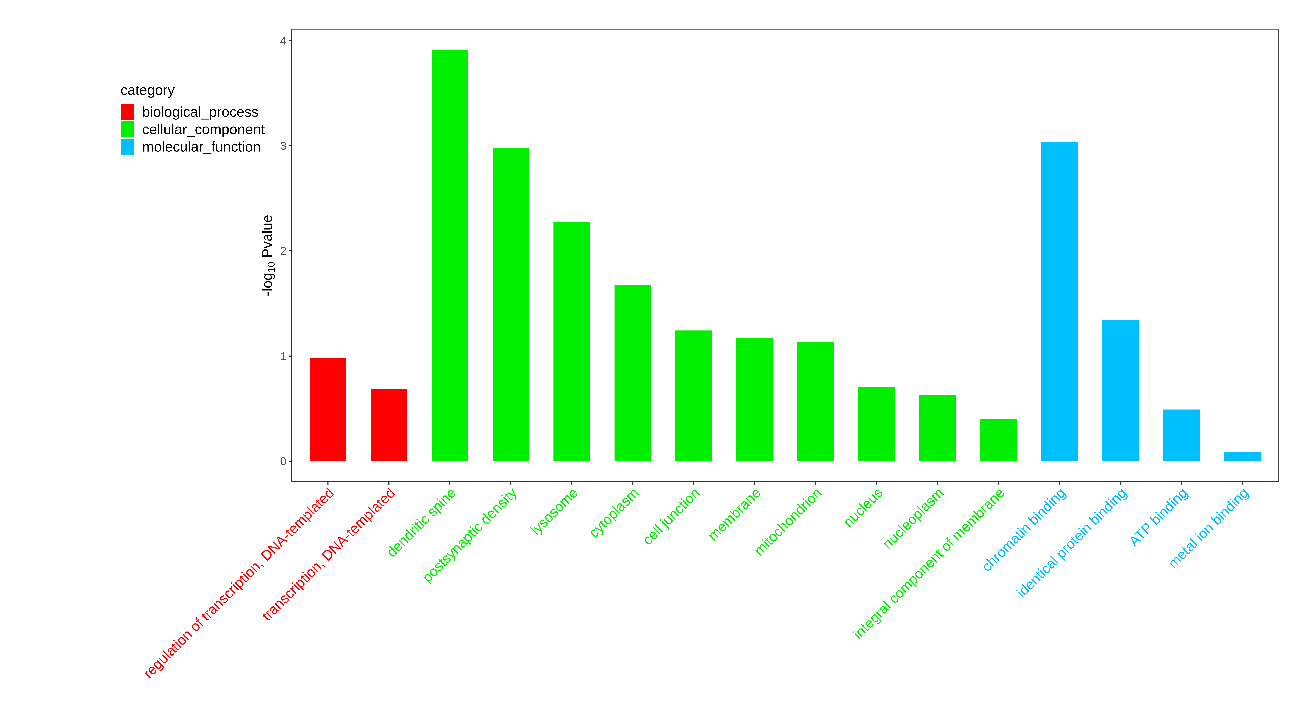 category
biological_process
cellular_component
molecular_function
-log10 Pvalue
4
3
2
1
0
regulation of transcription, DNA-templated
transcription, DNA-templated
dendritic spine
postsynaptic density
lysosome
cytoplasm
cell junction
membrane
mitochondrion
nucleus
nucleoplasm
integral component of membrane
chromatin binding
identical protein binding
ATP binding
metal ion binding